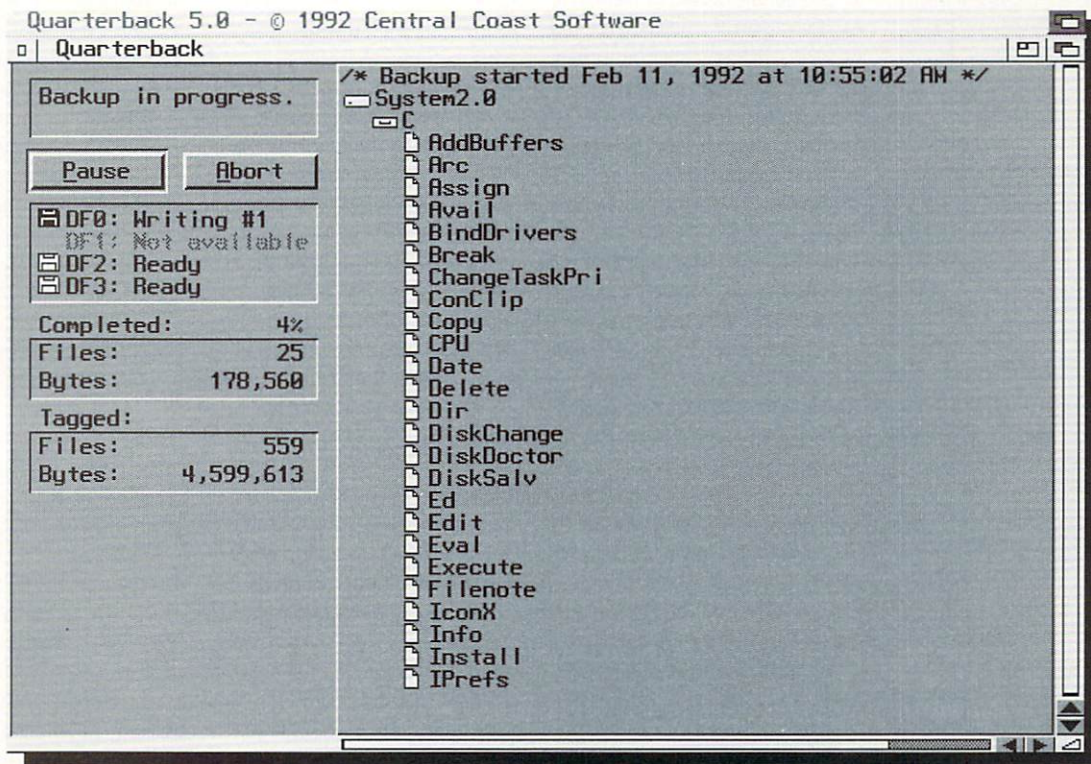 Quarterback 5.0 - © 1992 Central Coast Software
Quarterback
Backup in progress.
Pause
Abort
DF0: Writing #1
DF1: Not available
DF2: Ready
DF3: Ready
Completed: 4%
Files: 25
Bytes: 178,560
Tagged:
Files: 559
Bytes: 4,599,613
/* Backup started Feb 11, 1992 at 10:55:02 AM */
System2.0
C
AddBuffers
Arc
Assign
Avail
BindDrivers
Break
ChangeTaskPri
ConClip
Copy
CPU
Date
Delete
Dir
DiskChange
DiskDoctor
DiskSalv
Ed
Edit
Eval
Execute
Filenote
IconX
Info
Install
IPrefs